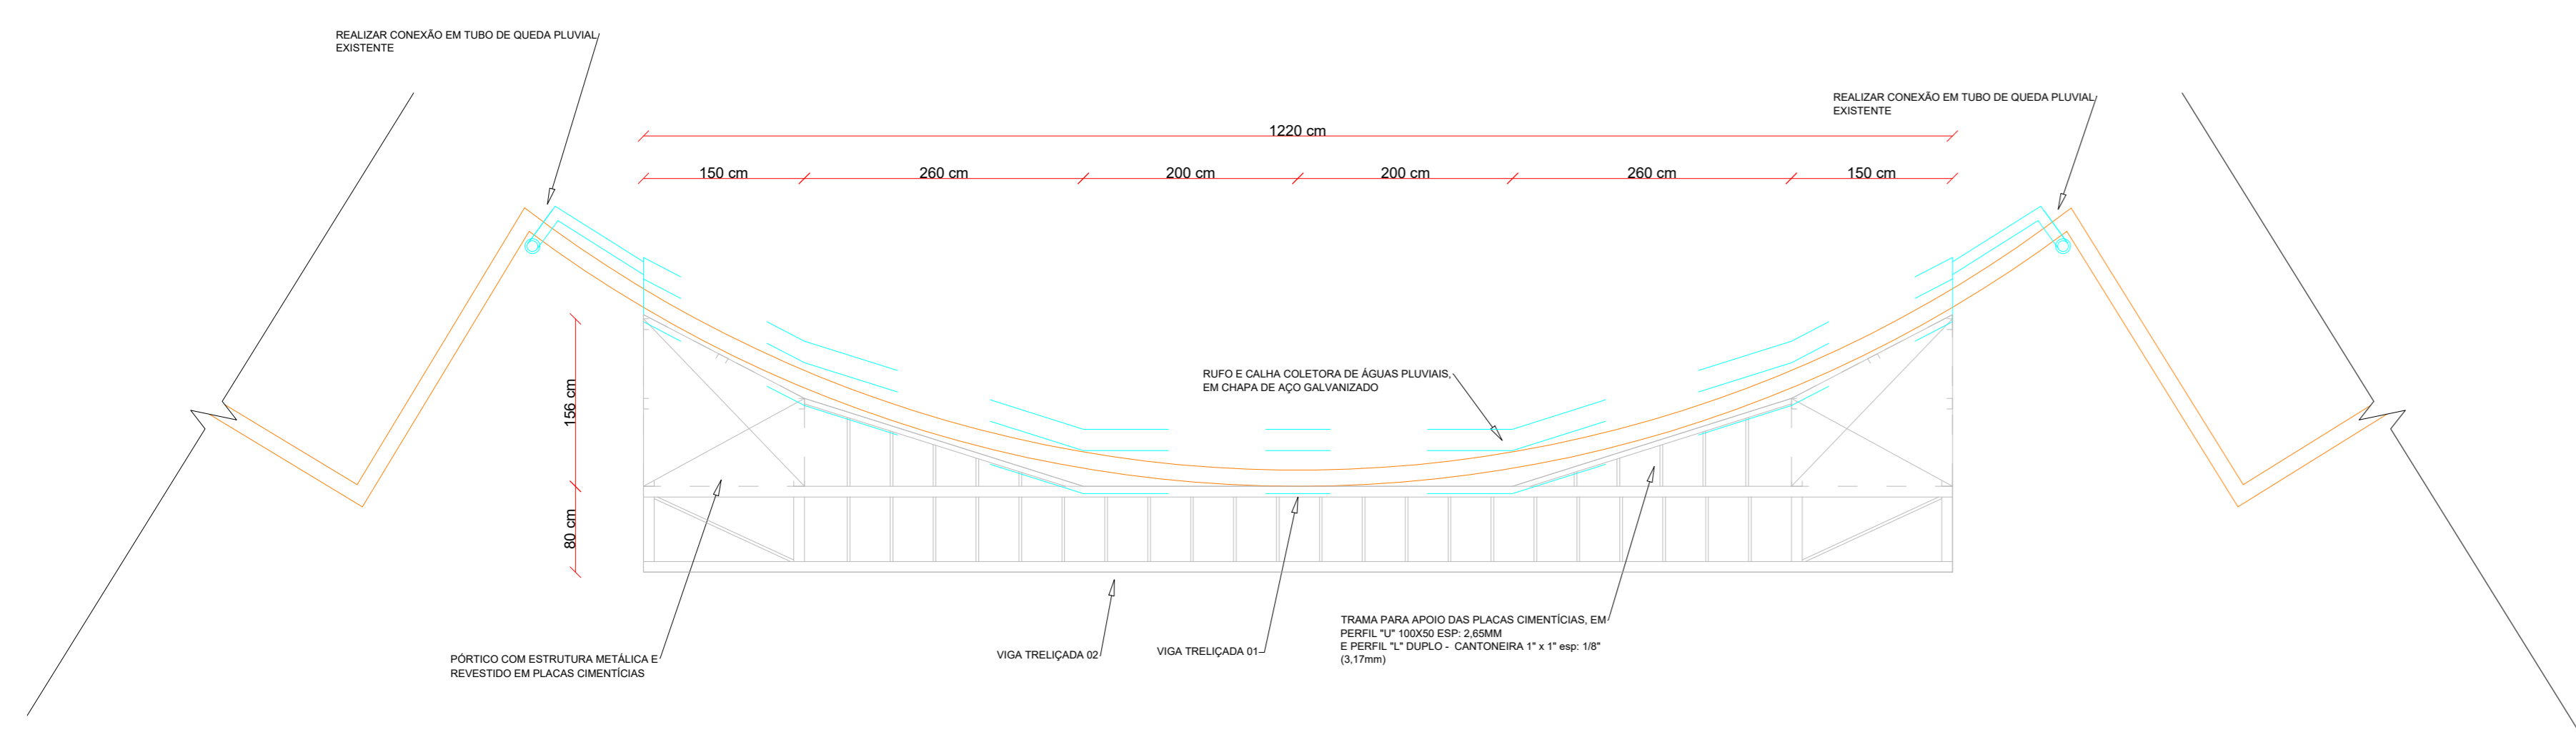 REALIZAR CONEXÃO EM TUBO DE QUEDA PLUVIAL
EXISTENTE
REALIZAR CONEXÃO EM TUBO DE QUEDA PLUVIAL
EXISTENTE
1220 cm
150 cm
260 cm
200 cm
200 cm
260 cm
150 cm
156 cm
80 cm
RUFO E CALHA COLETORA DE ÁGUAS PLUVIAIS,
EM CHAPA DE AÇO GALVANIZADO
PÓRTICO COM ESTRUTURA METÁLICA E
REVESTIDO EM PLACAS CIMENTÍCIAS
VIGA TRELIÇADA 02
VIGA TRELIÇADA 01
TRAMA PARA APOIO DAS PLACAS CIMENTÍCIAS, EM
PERFIL "U" 100X50 ESP: 2,65MM
E PERFIL "L" DUPLO - CANTONEIRA 1" x 1" esp: 1/8"
(3,17mm)